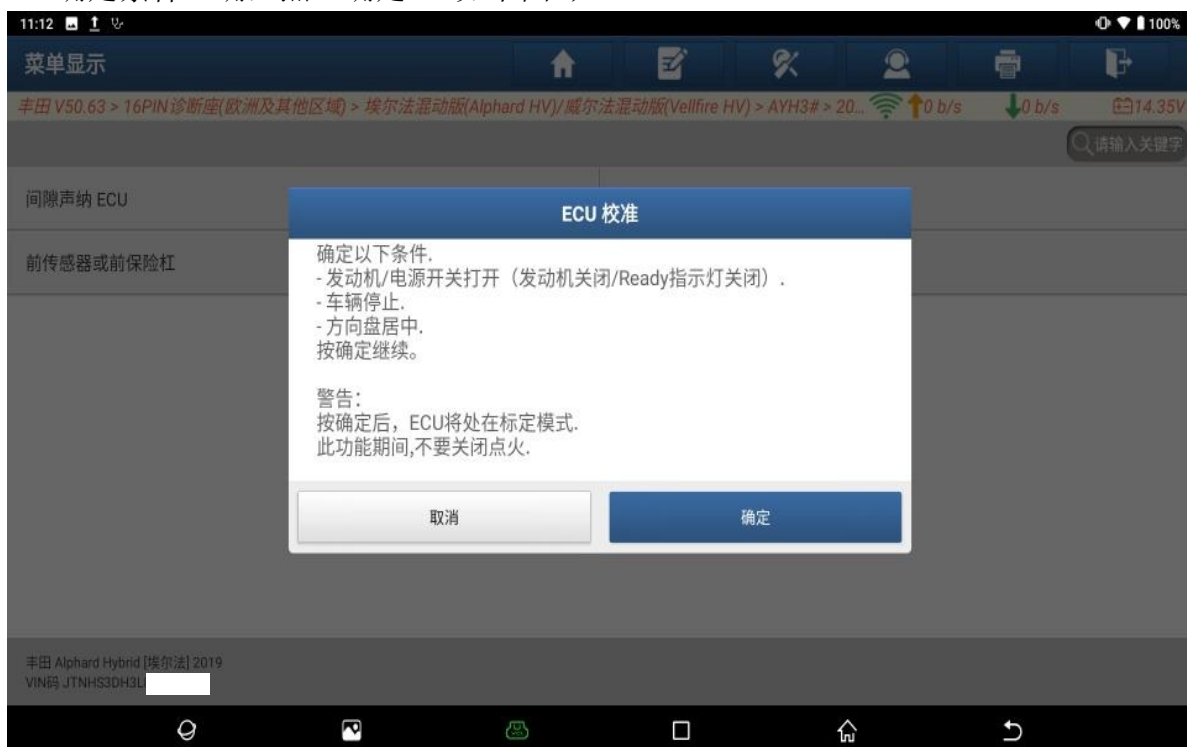 11:12
100%
菜单显示
丰田 V50.63 > 16PIN诊断座(欧洲及其他区域) > 埃尔法混动版(Alphard HV)/威尔法混动版(Vellfire HV) > AYH3# > 20...
0 b/s
0 b/s
14.35V
请输入关键字
间隙声纳 ECU
前传感器或前保险杠
ECU 校准
确定以下条件.
- 发动机/电源开关打开（发动机关闭/Ready指示灯关闭）.
- 车辆停止.
- 方向盘居中.
按确定继续。
警告：
按确定后，ECU将处在标定模式.
此功能期间,不要关闭点火.
取消
确定
丰田 Alphard Hybrid [埃尔法] 2019
VIN码 JTNHS3DH3L